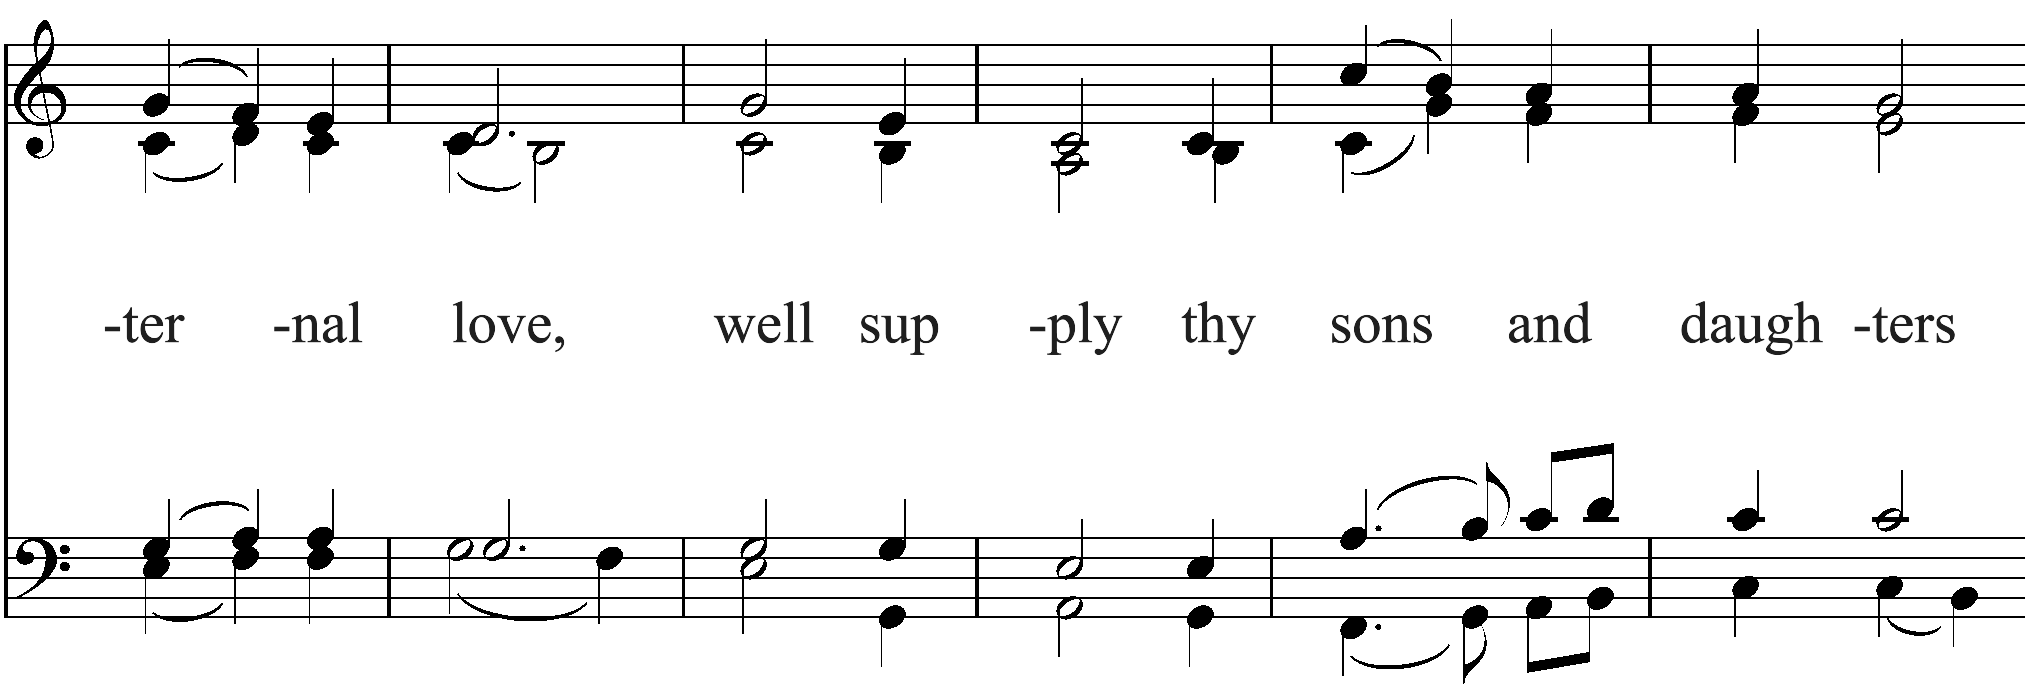 -ter -nal love, well sup -ply thy sons and daugh -ters